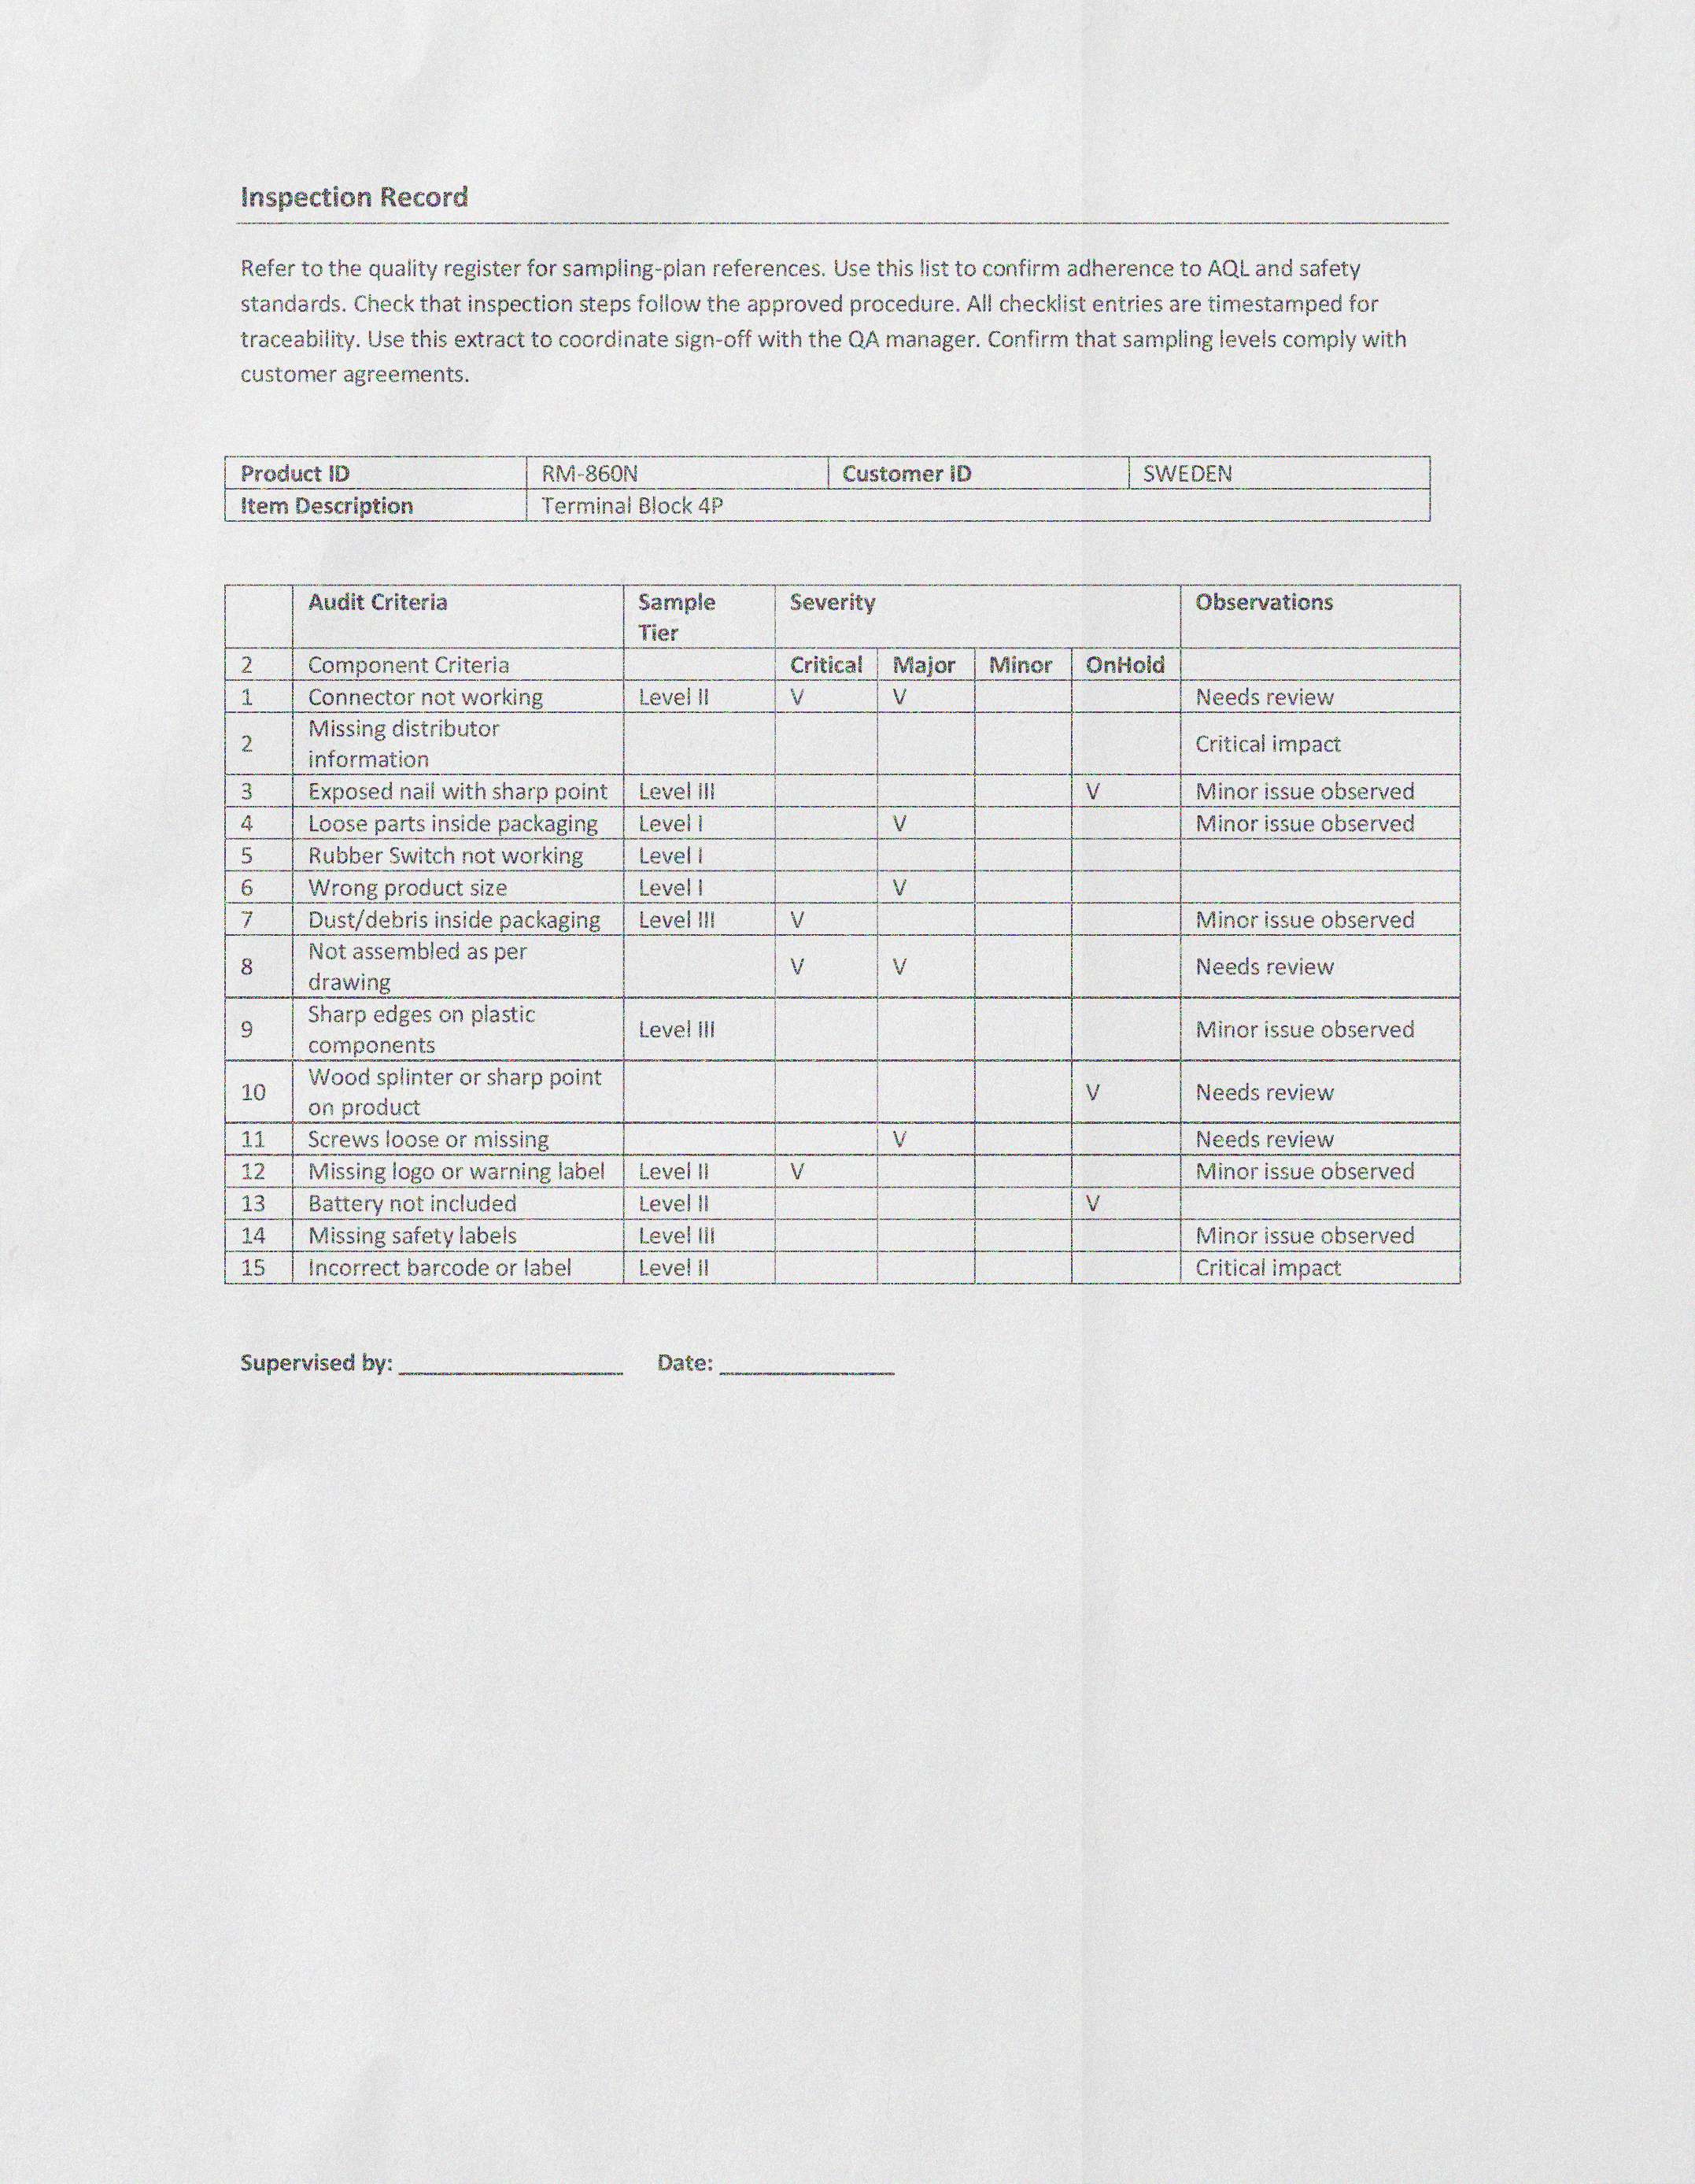 Inspection Record
Refer to the quality register for sampling-plan references. Use this list to confirm adherence to AQL and safety
standards. Check that inspection steps follow the approved procedure. All checklist entries are timestamped for
traceability. Use this extract to coordinate sign-off with the QA manager. Confirm that sampling levels comply with
customer agreements.
Product ID RM-860N Customer ID SWEDEN
Item Description Terminal Block 4P
Audit Criteria Sample Severity Observations
Tier
2 Component Criteria Critical Major Minor OnHold
1 Connector not working Level II V V Needs review
Missing distributor
2 Critical impact
information
3 Exposed nail with sharp point Level III V Minor issue observed
4 Loose parts inside packaging Level I V Minor issue observed
5 Rubber Switch not working Level I
6 Wrong product size Level I V
7 Dust/debris inside packaging Level III V Minor issue observed
Not assembled as per
8 V V Needs review
drawing
Sharp edges on plastic
9 Level III Minor issue observed
components
Wood splinter or sharp point
10 V Needs review
on product
11 Screws loose or missing V Needs review
12 Missing logo or warning label Level II V Minor issue observed
13 Battery not included Level II V
14 Missing safety labels Level III Minor issue observed
15 Incorrect barcode or label Level II Critical impact
Supervised by: ____________________ Date: ________________